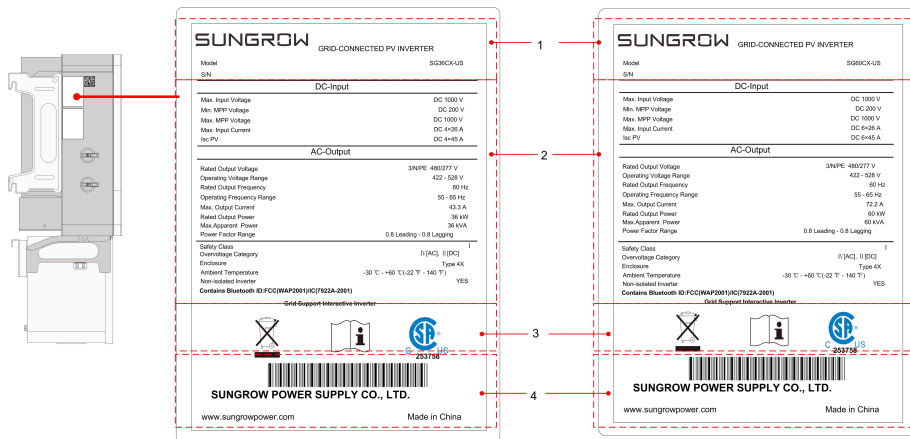 SUNGROW GRID-CONNECTED PV INVERTER
Model SG36CX-US
S/N
DC-Input
Max. Input Voltage DC 1000 V
Min. MPP Voltage DC 200 V
Max. MPP Voltage DC 1000 V
Max. Input Current DC 4×26 A
Isc PV DC 4×45 A
AC-Output
Rated Output Voltage 3/N/PE 480/277 V
Operating Voltage Range 422 - 528 V
Rated Output Frequency 60 Hz
Operating Frequency Range 55 - 65 Hz
Max. Output Current 43.3 A
Rated Output Power 36 kW
Max.Apparent Power 36 kVA
Power Factor Range 0.8 Leading - 0.8 Lagging
Safety Class I
Overvoltage Category IV[AC], II[DC]
Enclosure Type 4X
Ambient Temperature -30 ℃ - +60 ℃(-22 ℉ - 140 ℉)
Non-isolated Inverter YES
Contains Bluetooth ID:FCC(WAP2001)/IC(7922A-2001)
Grid Support Interactive Inverter
CSA ®
C US
253758
SUNGROW POWER SUPPLY CO., LTD.
www.sungrowpower.com Made in China
1
2
3
4
SUNGROW GRID-CONNECTED PV INVERTER
Model SG60CX-US
S/N
DC-Input
Max. Input Voltage DC 1000 V
Min. MPP Voltage DC 200 V
Max. MPP Voltage DC 1000 V
Max. Input Current DC 6×26 A
Isc PV DC 6×45 A
AC-Output
Rated Output Voltage 3/N/PE 480/277 V
Operating Voltage Range 422 - 528 V
Rated Output Frequency 60 Hz
Operating Frequency Range 55 - 65 Hz
Max. Output Current 72.2 A
Rated Output Power 60 kW
Max.Apparent Power 60 kVA
Power Factor Range 0.8 Leading - 0.8 Lagging
Safety Class I
Overvoltage Category IV[AC], II[DC]
Enclosure Type 4X
Ambient Temperature -30 ℃ - +60 ℃(-22 ℉ - 140 ℉)
Non-isolated Inverter YES
Contains Bluetooth ID:FCC(WAP2001)/IC(7922A-2001)
Grid Support Interactive Inverter
CSA ®
C US
253758
SUNGROW POWER SUPPLY CO., LTD.
www.sungrowpower.com Made in China